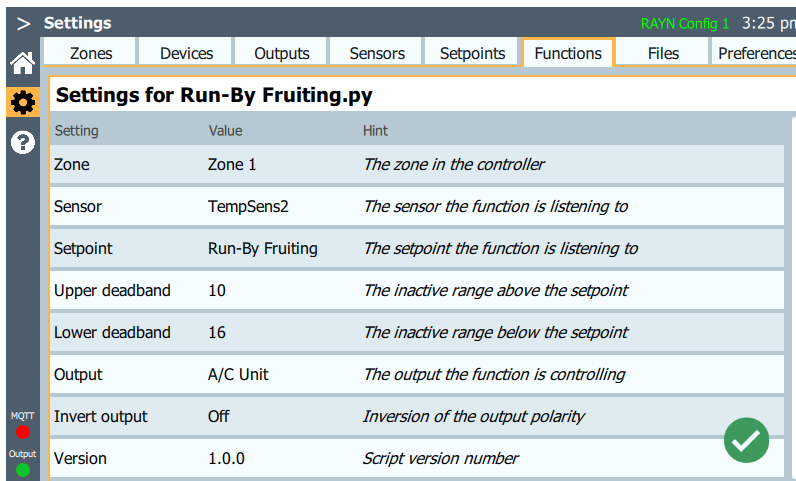 > Settings RAYN Config 1 3:25 pm
Zones Devices Outputs Sensors Setpoints Functions Files Preferences
Settings for Run-By Fruiting.py
Setting Value Hint
Zone Zone 1 The zone in the controller
Sensor TempSens2 The sensor the function is listening to
Setpoint Run-By Fruiting The setpoint the function is listening to
Upper deadband 10 The inactive range above the setpoint
Lower deadband 16 The inactive range below the setpoint
Output A/C Unit The output the function is controlling
MQTT
Invert output Off Inversion of the output polarity
Output
Version 1.0.0 Script version number